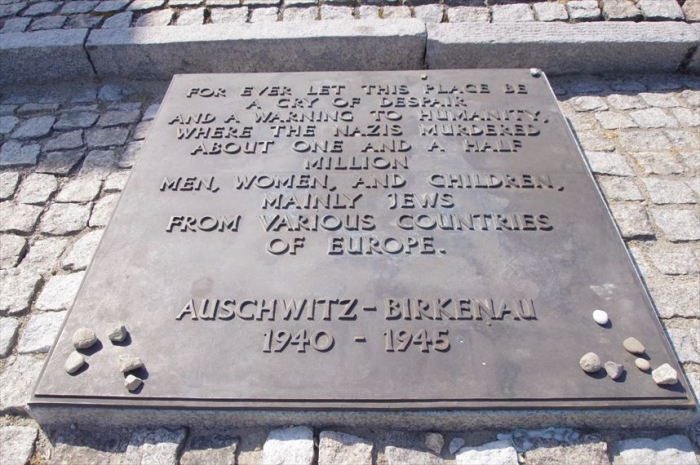 FOR EVER LET THIS PLACE BE
A CRY OF DESPAIR
AND A WARNING TO HUMANITY,
WHERE THE NAZIS MURDERED
ABOUT ONE AND A HALF
MILLION
MEN, WOMEN, AND CHILDREN,
MAINLY JEWS
FROM VARIOUS COUNTRIES
OF EUROPE.
AUSCHWITZ-BIRKENAU
1940 - 1945